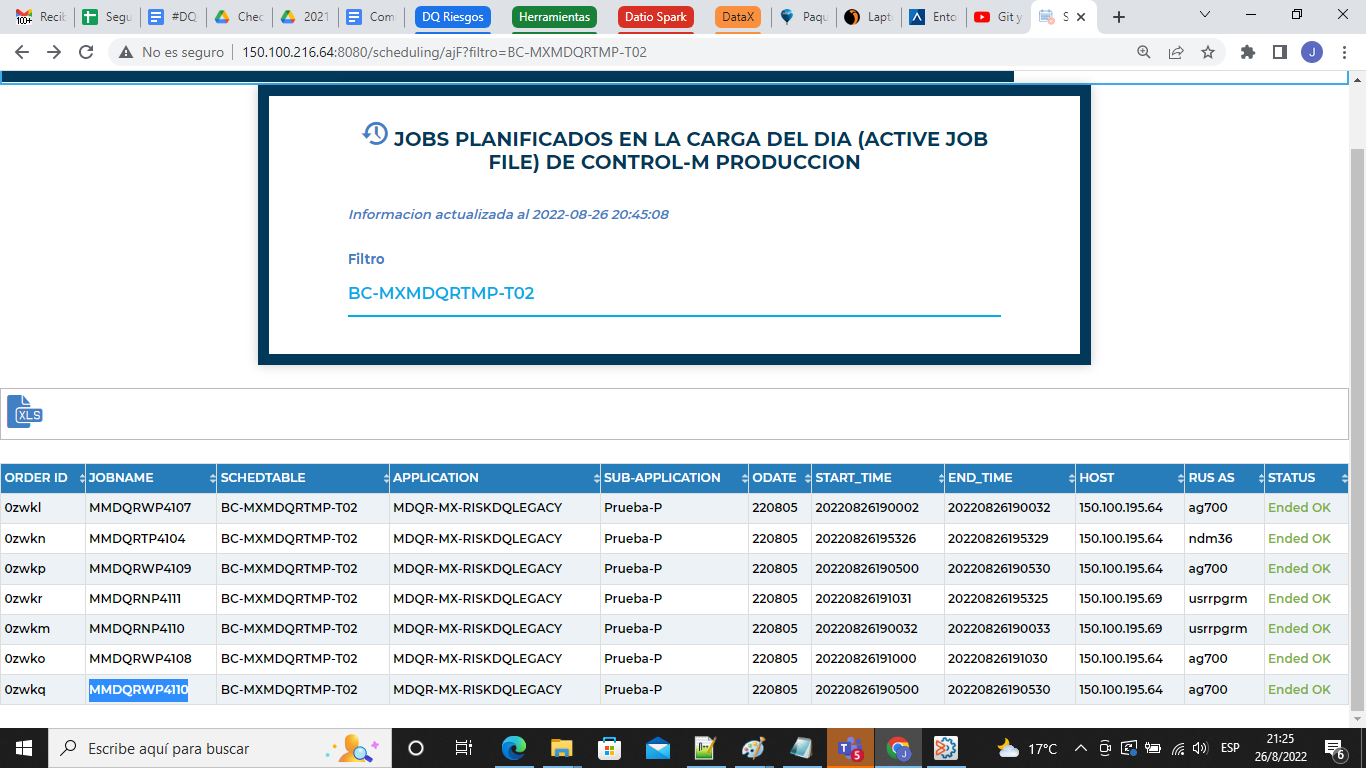 100+
Recib
Segu
#DQ
Chec
2021
Com
DQ Riesgos
Herramientas
Datio Spark
DataX
Paqu
Lapt
Ento
Git y
S
No es seguro
150.100.216.64:8080/scheduling/ajF?filtro=BC-MXMDQRTMP-T02
J
JOBS PLANIFICADOS EN LA CARGA DEL DIA (ACTIVE JOB
FILE) DE CONTROL-M PRODUCCION
Informacion actualizada al 2022-08-26 20:45:08
Filtro
BC-MXMDQRTMP-T02
XLS
ORDER ID JOBNAME SCHEDTABLE APPLICATION SUB-APPLICATION ODATE START_TIME END_TIME HOST RUS AS STATUS
0zwkl MMDQRWP4107 BC-MXMDQRTMP-T02 MDQR-MX-RISKDQLEGACY Prueba-P 220805 20220826190002 20220826190032 150.100.195.64 ag700 Ended OK
0zwkn MMDQRTP4104 BC-MXMDQRTMP-T02 MDQR-MX-RISKDQLEGACY Prueba-P 220805 20220826195326 20220826195329 150.100.195.64 ndm36 Ended OK
0zwkp MMDQRWP4109 BC-MXMDQRTMP-T02 MDQR-MX-RISKDQLEGACY Prueba-P 220805 20220826190500 20220826190530 150.100.195.64 ag700 Ended OK
0zwkr MMDQRNP4111 BC-MXMDQRTMP-T02 MDQR-MX-RISKDQLEGACY Prueba-P 220805 20220826191031 20220826195325 150.100.195.69 usrrpgrm Ended OK
0zwkm MMDQRNP4110 BC-MXMDQRTMP-T02 MDQR-MX-RISKDQLEGACY Prueba-P 220805 20220826190032 20220826190033 150.100.195.69 usrrpgrm Ended OK
0zwko MMDQRWP4108 BC-MXMDQRTMP-T02 MDQR-MX-RISKDQLEGACY Prueba-P 220805 20220826191000 20220826191030 150.100.195.64 ag700 Ended OK
0zwkq MMDQRWP4110 BC-MXMDQRTMP-T02 MDQR-MX-RISKDQLEGACY Prueba-P 220805 20220826190500 20220826190530 150.100.195.64 ag700 Ended OK
Escribe aquí para buscar
5
J
17°C
ESP
21:25
26/8/2022
6